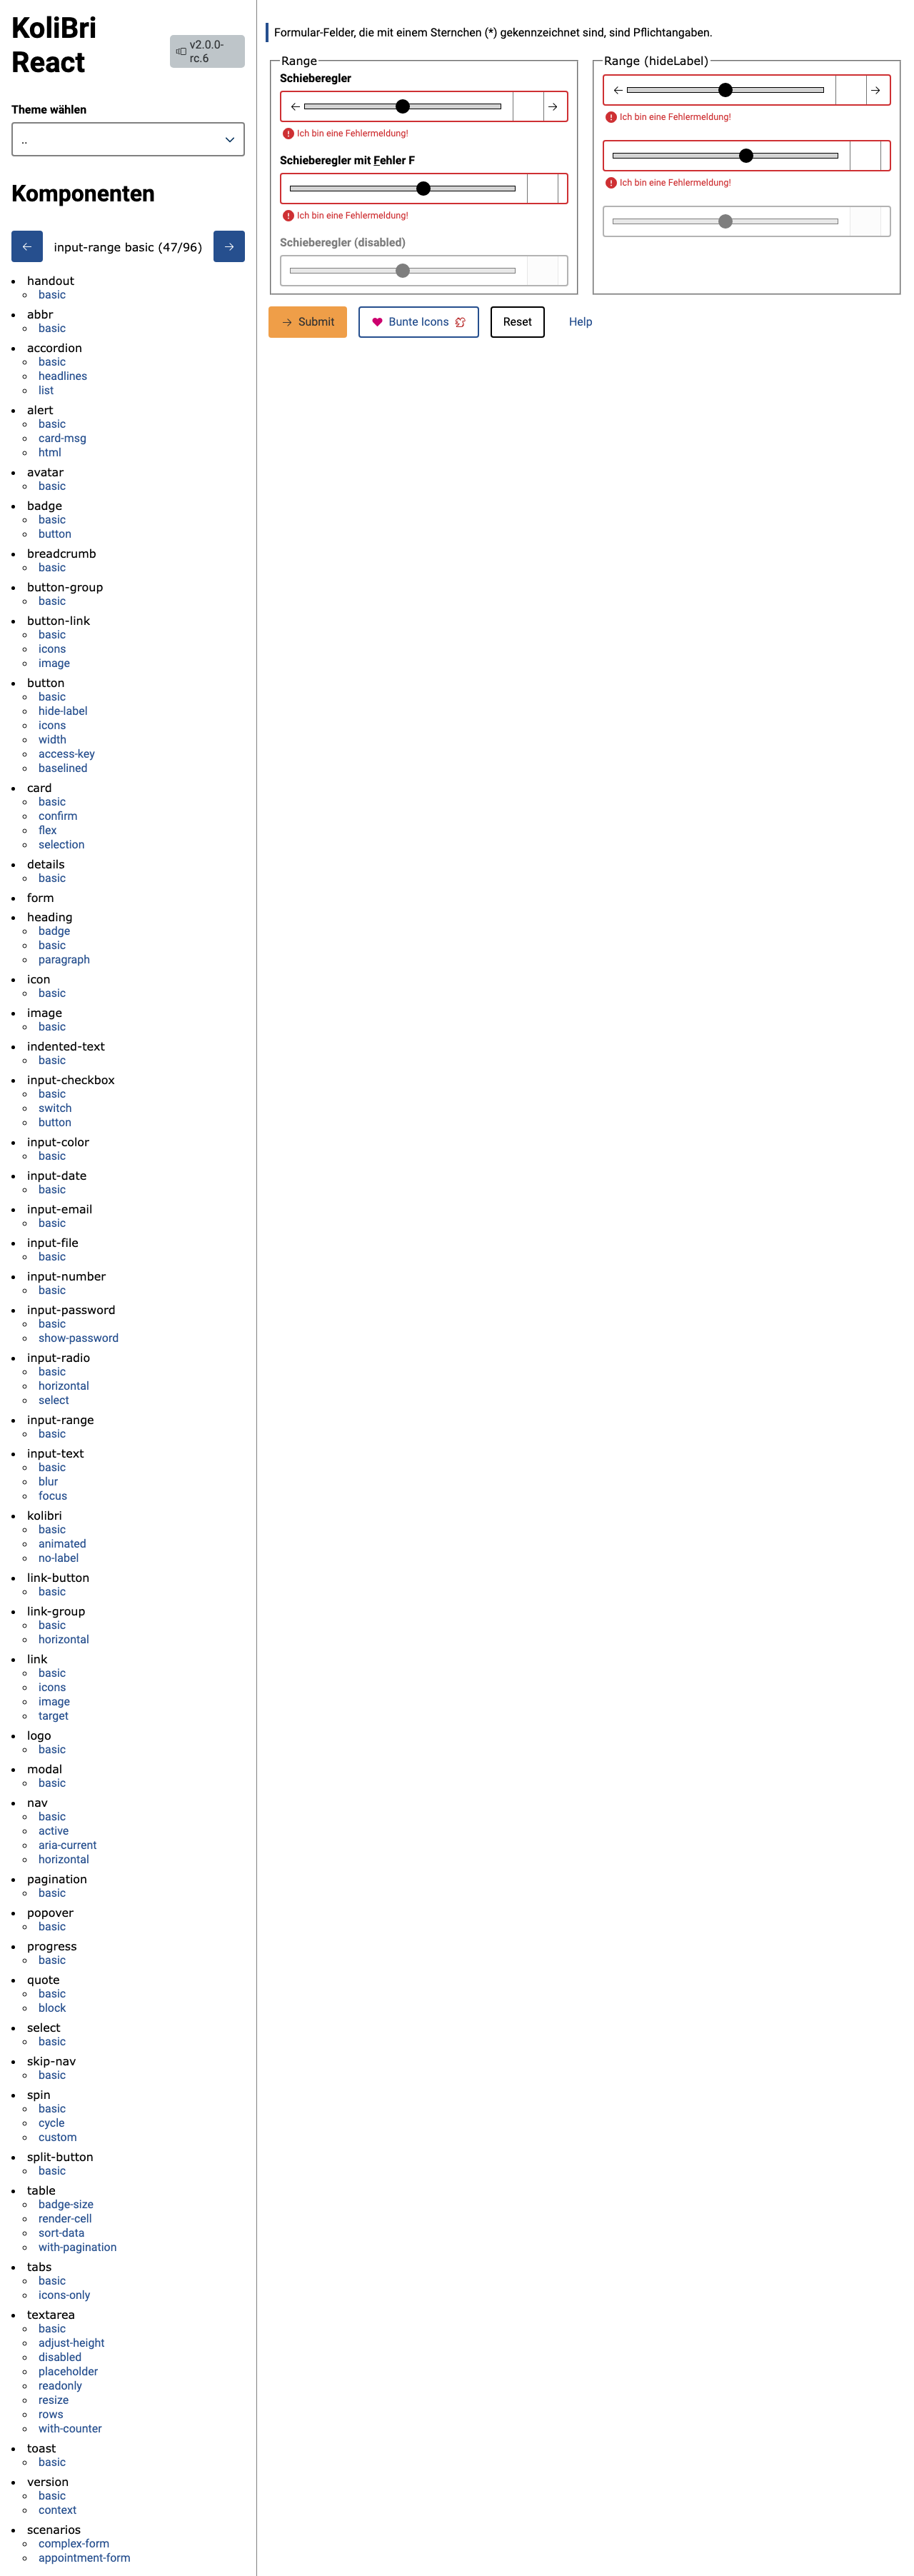 KoliBri
React
v2.0.0-
rc.6
Theme wählen
..
Komponenten
input-range basic (47/96)
handout
basic
abbr
basic
accordion
basic
headlines
list
alert
basic
card-msg
html
avatar
basic
badge
basic
button
breadcrumb
basic
button-group
basic
button-link
basic
icons
image
button
basic
hide-label
icons
width
access-key
baselined
card
basic
confirm
flex
selection
details
basic
form
heading
badge
basic
paragraph
icon
basic
image
basic
indented-text
basic
input-checkbox
basic
switch
button
input-color
basic
input-date
basic
input-email
basic
input-file
basic
input-number
basic
input-password
basic
show-password
input-radio
basic
horizontal
select
input-range
basic
input-text
basic
blur
focus
kolibri
basic
animated
no-label
link-button
basic
link-group
basic
horizontal
link
basic
icons
image
target
logo
basic
modal
basic
nav
basic
active
aria-current
horizontal
pagination
basic
popover
basic
progress
basic
quote
basic
block
select
basic
skip-nav
basic
spin
basic
cycle
custom
split-button
basic
table
badge-size
render-cell
sort-data
with-pagination
tabs
basic
icons-only
textarea
basic
adjust-height
disabled
placeholder
readonly
resize
rows
with-counter
toast
basic
version
basic
context
scenarios
complex-form
appointment-form
Formular-Felder, die mit einem Sternchen (*) gekennzeichnet sind, sind Pflichtangaben.
Range
Schieberegler
Ich bin eine Fehlermeldung!
Schieberegler mit Fehler F
Ich bin eine Fehlermeldung!
Schieberegler (disabled)
Range (hideLabel)
Ich bin eine Fehlermeldung!
Ich bin eine Fehlermeldung!
Submit
Bunte Icons
Reset
Help